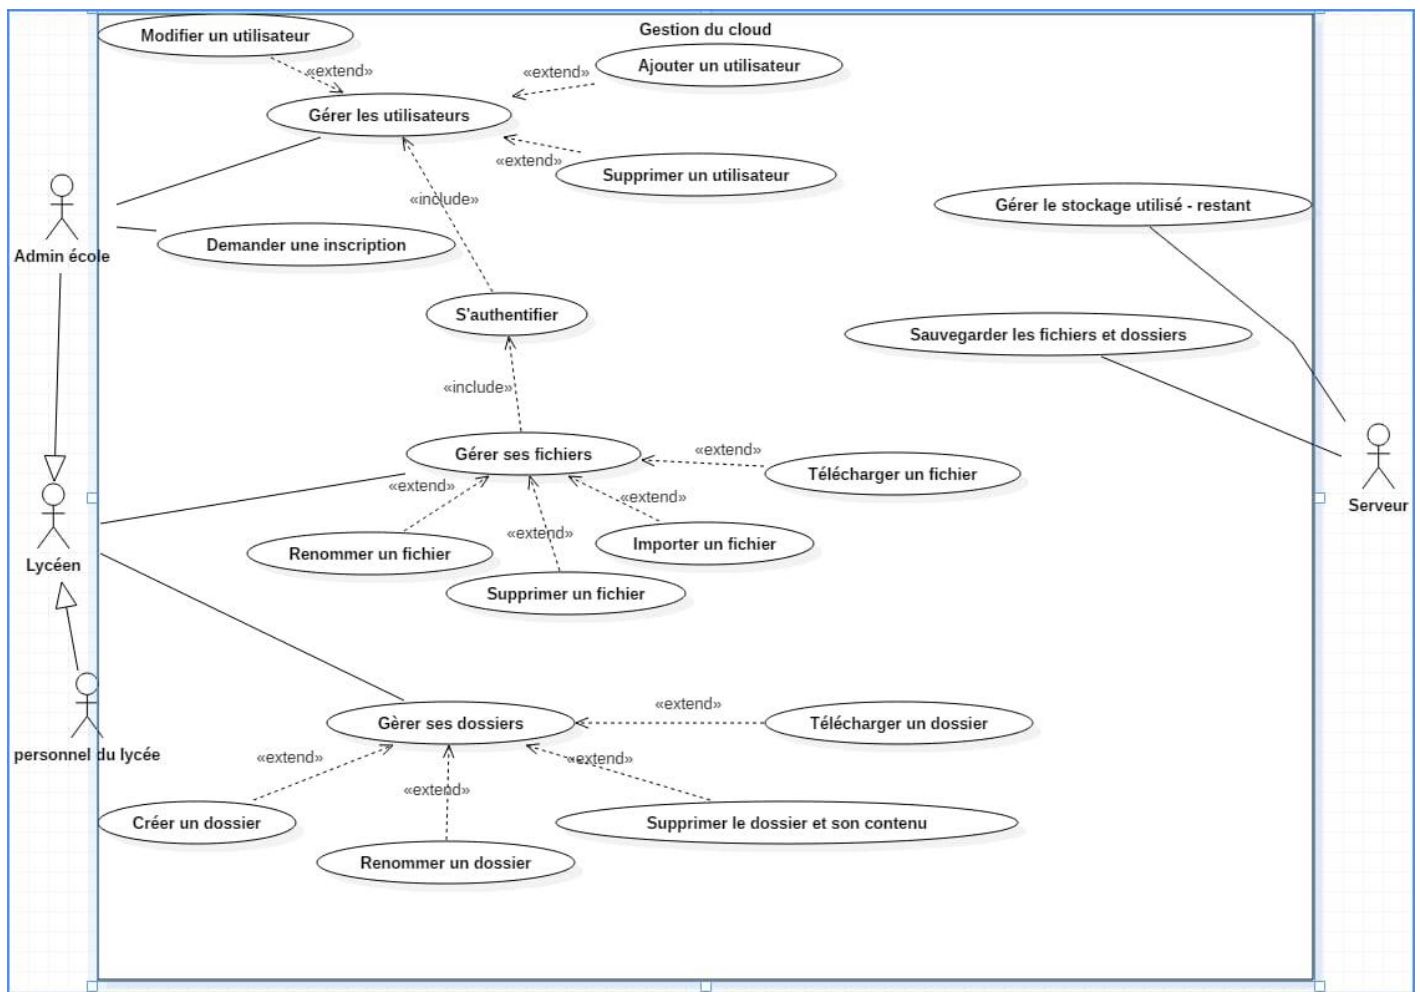 Gestion du cloud
Modifier un utilisateur
«extend»
«extend»
Ajouter un utilisateur
Gérer les utilisateurs
«extend»
Supprimer un utilisateur
«include»
Gérer le stockage utilisé - restant
Admin école
Demander une inscription
S'authentifier
Sauvegarder les fichiers et dossiers
«include»
Gérer ses fichiers
«extend»
Télécharger un fichier
«extend»
«extend»
Serveur
«extend»
Importer un fichier
Renommer un fichier
Lycéen
Supprimer un fichier
«extend»
Gèrer ses dossiers
Télécharger un dossier
personnel du lycée
«extend»
«extend»
«extend»
Créer un dossier
Supprimer le dossier et son contenu
Renommer un dossier